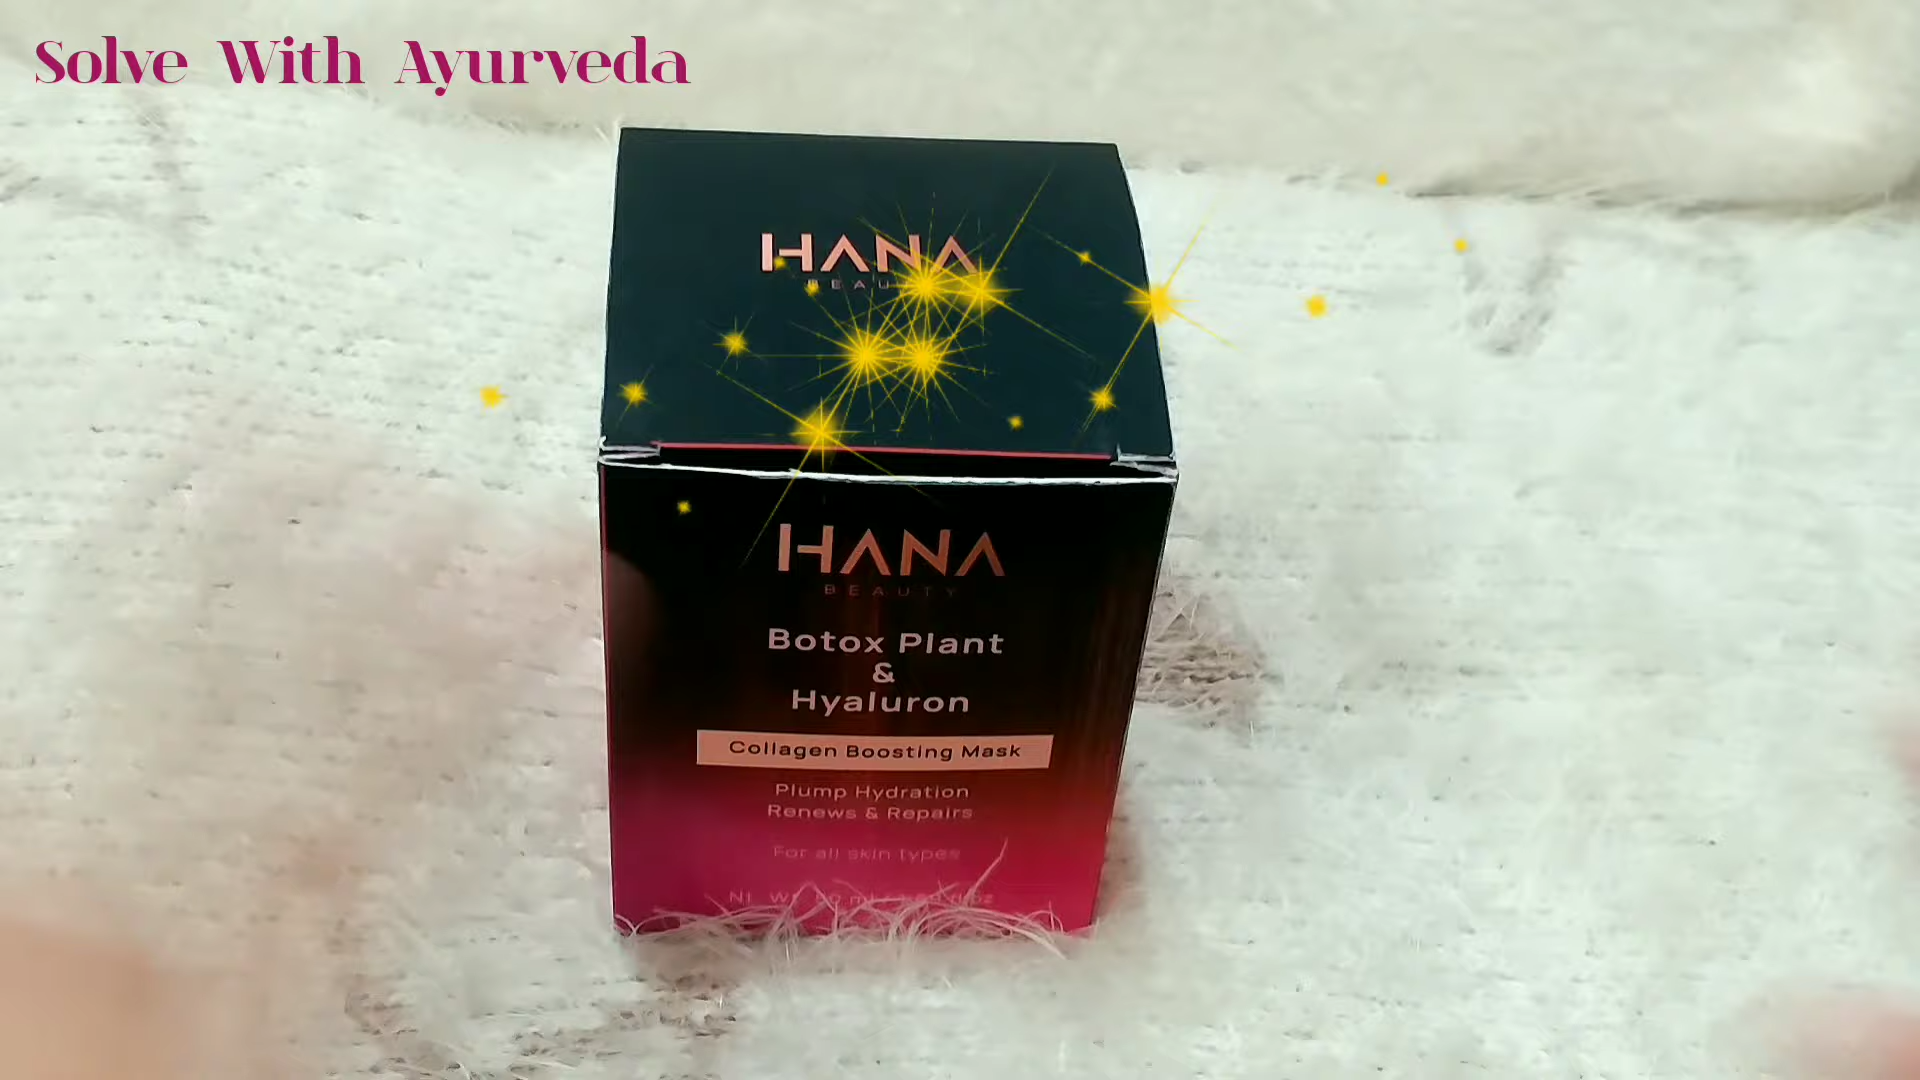 Solve With Ayurveda
HANA
BEAUTY
HANA
BEAUTY
Botox Plant
&
Hyaluron
Collagen Boosting Mask
Plump Hydration
Renews & Repairs
For all skin types